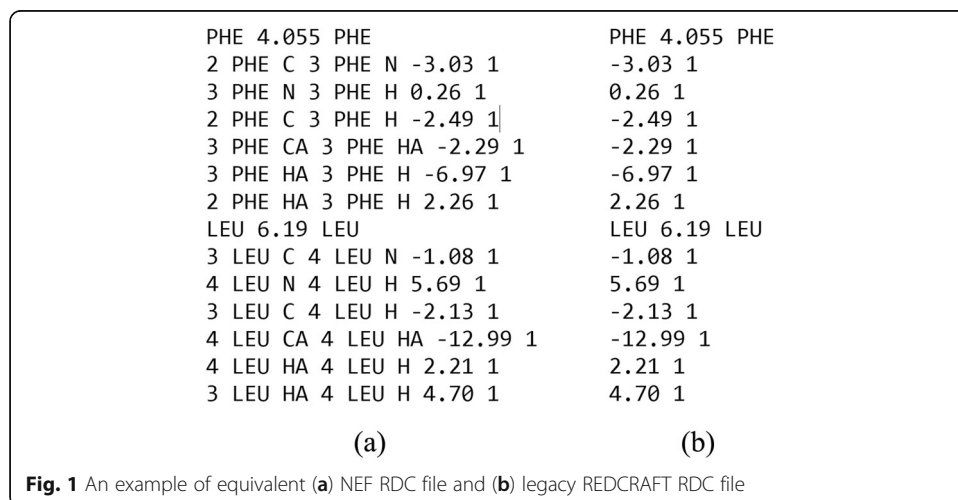 PHE 4.055 PHE
2 PHE C 3 PHE N -3.03 1
3 PHE N 3 PHE H 0.26 1
2 PHE C 3 PHE H -2.49 1
3 PHE CA 3 PHE HA -2.29 1
3 PHE HA 3 PHE H -6.97 1
2 PHE HA 3 PHE H 2.26 1
LEU 6.19 LEU
3 LEU C 4 LEU N -1.08 1
4 LEU N 4 LEU H 5.69 1
3 LEU C 4 LEU H -2.13 1
4 LEU CA 4 LEU HA -12.99 1
4 LEU HA 4 LEU H 2.21 1
3 LEU HA 4 LEU H 4.70 1
(a)
PHE 4.055 PHE
-3.03 1
0.26 1
-2.49 1
-2.29 1
-6.97 1
2.26 1
LEU 6.19 LEU
-1.08 1
5.69 1
-2.13 1
-12.99 1
2.21 1
4.70 1
(b)
Fig. 1 An example of equivalent (a) NEF RDC file and (b) legacy REDCRAFT RDC file